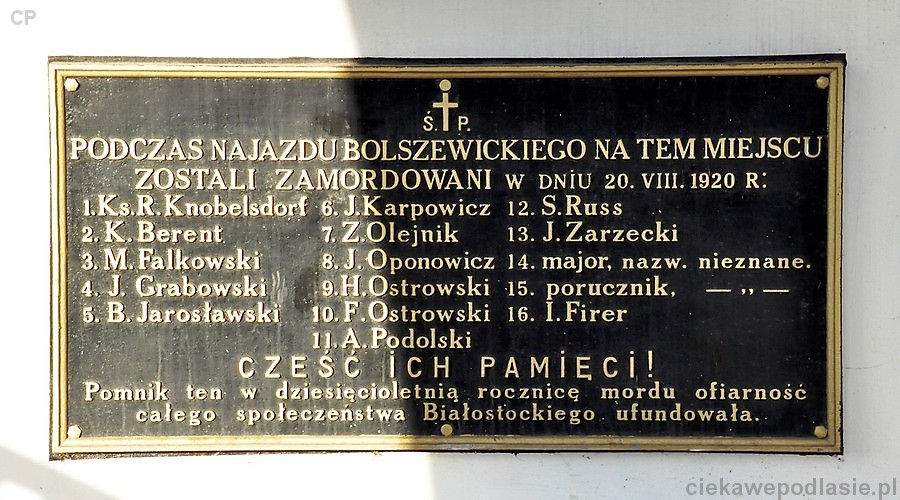 CP
Ś. P.
PODCZAS NAJAZDU BOLSZEWICKIEGO NA TEM MIEJSCU
ZOSTALI ZAMORDOWANI W DNIU 20. VIII. 1920 R:
1. Ks. R. Knobelsdorf 6. J. Karpowicz 12. S. Russ
2. K. Berent 7. Z. Olejnik 13. J. Zarzecki
3. M. Falkowski 8. J. Oponowicz 14. major, nazw. nieznane.
4. J. Grabowski 9. H. Ostrowski 15. porucznik, — „ —
5. B. Jarosławski 10. F. Ostrowski 16. I. Firer
11. A. Podolski
CZEŚĆ ICH PAMIĘCI!
Pomnik ten w dziesięcioletnią rocznicę mordu ofiarność
całego społeczeństwa Białostockiego ufundowała.
ciekawepodlasie.pl